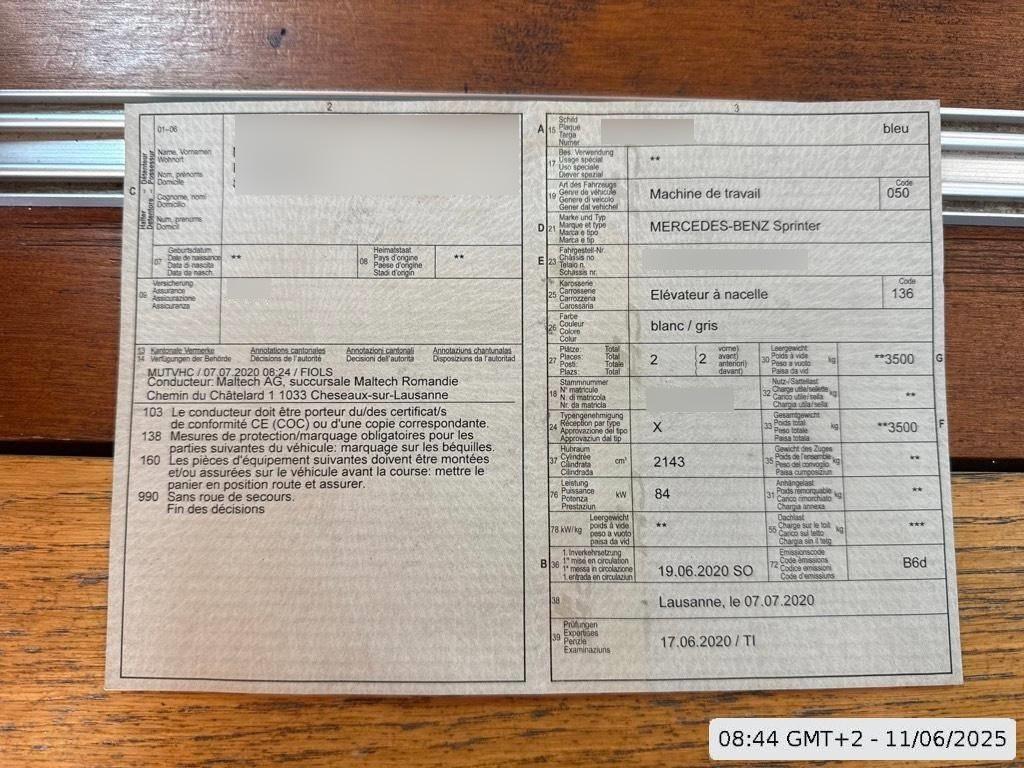 2
01–06
Name, Vornamen
Wohnort
Nom, prénoms
Domicile
Cognome, nomi
Domicilio
Num, prenums
Domicil
C
Halter – Détenteur
Detentore – Possessur
07
Geburtsdatum
Date de naissance
Data di nascita
Data da nasch.
**
08
Heimatstaat
Pays d'origine
Paese d'origine
Stadi d'origin
**
09
Versicherung
Assurance
Assicurazione
Assicuranza
13 Kantonale Vermerke
14 Verfügungen der Behörde
Annotations cantonales
Décisions de l'autorité
Annotazioni cantonali
Decisioni dell'autorità
Annotaziuns chantunalas
Disposiziuns da l'autoritad
MUTVHC / 07.07.2020 08:24 / FIOLS
Conducteur: Maltech AG, succursale Maltech Romandie
Chemin du Châtelard 1 1033 Cheseaux-sur-Lausanne
103 Le conducteur doit être porteur du/des certificat/s
de conformité CE (COC) ou d'une copie correspondante.
138 Mesures de protection/marquage obligatoires pour les
parties suivantes du véhicule: marquage sur les béquilles.
160 Les pièces d'équipement suivantes doivent être montées
et/ou assurées sur le véhicule avant la course: mettre le
panier en position route et assurer.
990 Sans roue de secours.
Fin des décisions
3
A 15
Schild
Plaque
Targa
Numer
bleu
17
Bes. Verwendung
Usage spécial
Uso speciale
Diever spezial
**
19
Art des Fahrzeugs
Genre de véhicule
Genere di veicolo
Gener dal vehichel
Machine de travail
Code
050
D 21
Marke und Typ
Marque et type
Marca e tipo
Marca e tip
MERCEDES-BENZ Sprinter
E 23
Fahrgestell-Nr.
Châssis no
Telaio n.
Schassis nr.
25
Karosserie
Carrosserie
Carrozzeria
Carossaria
Elévateur à nacelle
Code
136
26
Farbe
Couleur
Colore
Colur
blanc / gris
27
Plätze: Total
Places: Total
Posti: Totale
Plazs: Total
2
{2
vorne)
avant)
anteriori)
davant)
30
Leergewicht
Poids à vide
Peso a vuoto
Paisa da vid
kg
**3500
G
18
Stammnummer
N° matricule
N. di matricola
Nr. da matricla
32
Nutz-/Sattellast
Charge utile/sellette
Carico utile/sella
Chargia utila/sella
kg
**
24
Typengenehmigung
Réception par type
Approvazione del tipo
Approvaziun dal tip
X
33
Gesamtgewicht
Poids total
Peso totale
Paisa totala
kg
**3500
F
37
Hubraum
Cylindrée
Cilindrata
Cilindrada
cm³
2143
35
Gewicht des Zuges
Poids de l'ensemble
Peso del convoglio
Paisa cumposiziun
kg
**
76
Leistung
Puissance
Potenza
Prestaziun
kW
84
31
Anhängelast
Poids remorquable
Carico rimorchiato
Chargia annexa
kg
**
78 kW/kg
Leergewicht
poids à vide
peso a vuoto
paisa da vid
**
55
Dachlast
Charge sur le toit
Carico sul tetto
Chargia sin il tetg
kg
***
B 36
1. Inverkehrsetzung
1re mise en circulation
1a messa in circolazione
1. entrada en circulaziun
19.06.2020 SO
72
Emissionscode
Code émissions
Codice emissioni
Code d'emissiuns
B6d
38
Lausanne, le 07.07.2020
39
Prüfungen
Expertises
Perizie
Examinaziuns
17.06.2020 / TI
08:44 GMT+2 - 11/06/2025